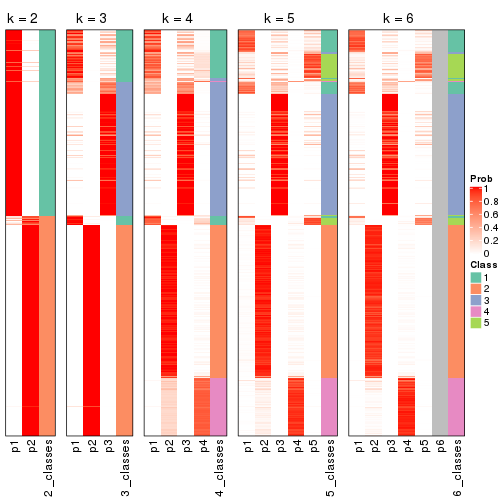 k = 2
k = 3
k = 4
k = 5
k = 6
p1
p2
2_classes
p1
p2
p3
3_classes
p1
p2
p3
p4
4_classes
p1
p2
p3
p4
p5
5_classes
p1
p2
p3
p4
p5
p6
6_classes
Prob
1
0.8
0.6
0.4
0.2
0
Class
1
2
3
4
5